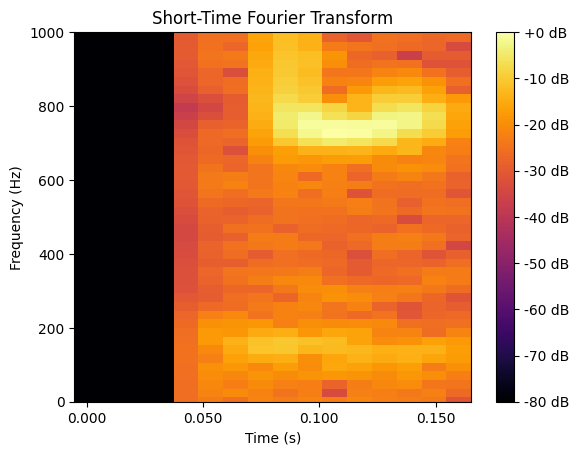 Short-Time Fourier Transform
1000
800
600
400
200
0
Frequency (Hz)
0.000
0.050
0.100
0.150
Time (s)
+0 dB
-10 dB
-20 dB
-30 dB
-40 dB
-50 dB
-60 dB
-70 dB
-80 dB